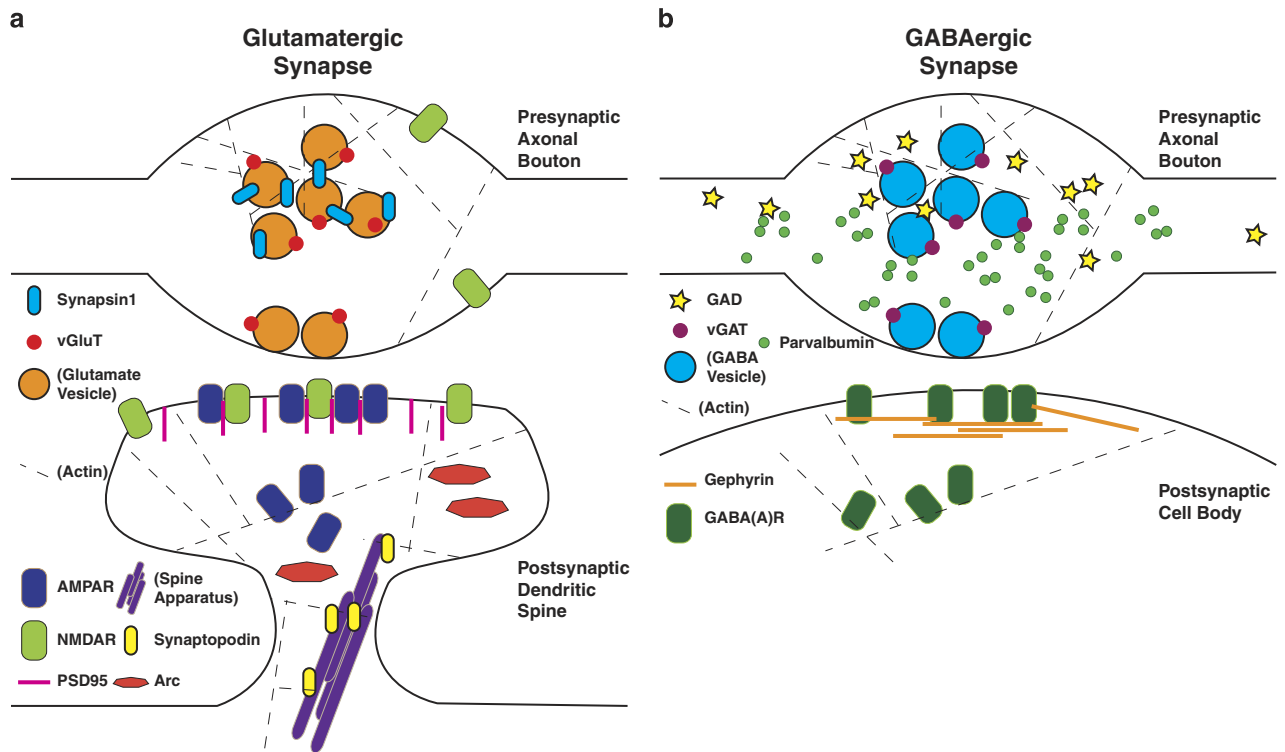 a
Glutamatergic
Synapse
Presynaptic
Axonal
Bouton
Synapsin1
vGluT
(Glutamate
Vesicle)
(Actin)
AMPAR
(Spine
Apparatus)
NMDAR
Synaptopodin
PSD95
Arc
Postsynaptic
Dendritic
Spine
b
GABAergic
Synapse
Presynaptic
Axonal
Bouton
GAD
vGAT
Parvalbumin
(GABA
Vesicle)
(Actin)
Gephyrin
GABA(A)R
Postsynaptic
Cell Body